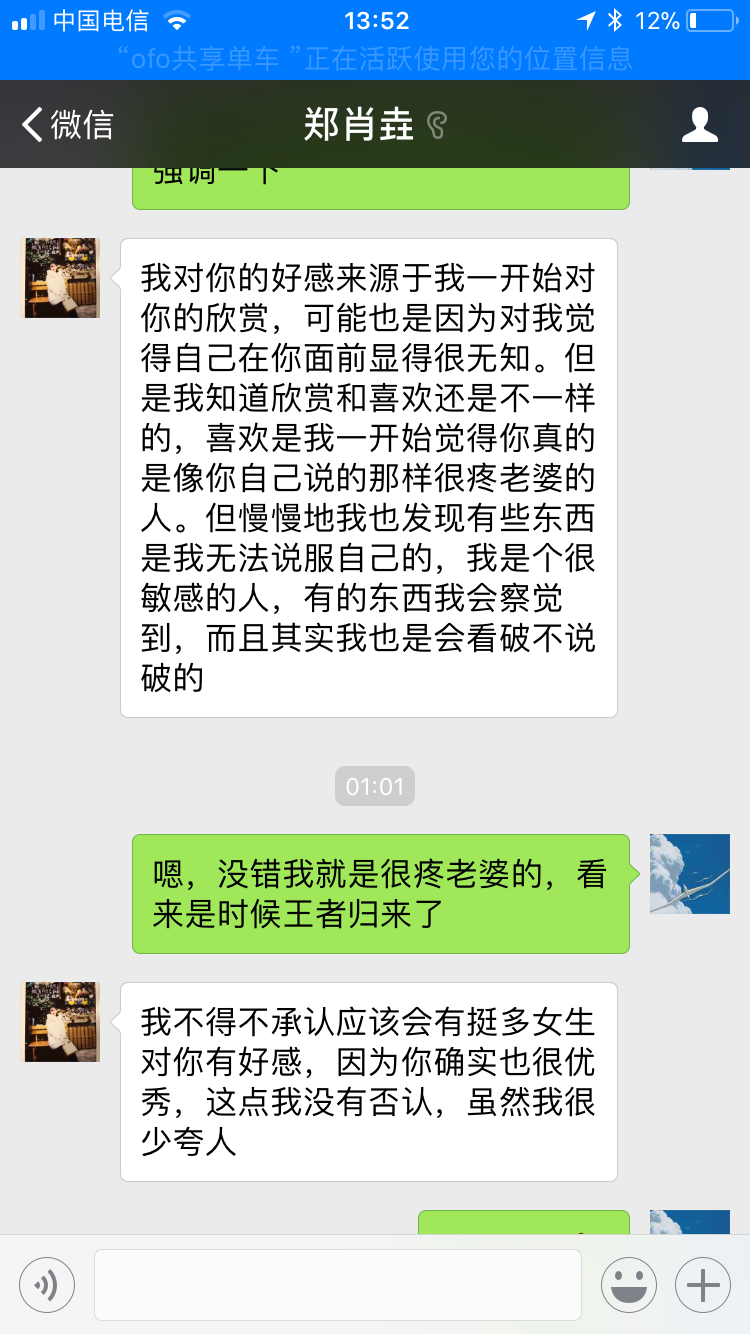 中国电信 13:52 12%
“ofo共享单车 ”正在活跃使用您的位置信息
微信 郑肖垚
强调一下
我对你的好感来源于我一开始对
你的欣赏，可能也是因为对我觉
得自己在你面前显得很无知。但
是我知道欣赏和喜欢还是不一样
的，喜欢是我一开始觉得你真的
是像你自己说的那样很疼老婆的
人。但慢慢地我也发现有些东西
是我无法说服自己的，我是个很
敏感的人，有的东西我会察觉
到，而且其实我也是会看破不说
破的
01:01
嗯，没错我就是很疼老婆的，看
来是时候王者归来了
我不得不承认应该会有挺多女生
对你有好感，因为你确实也很优
秀，这点我没有否认，虽然我很
少夸人